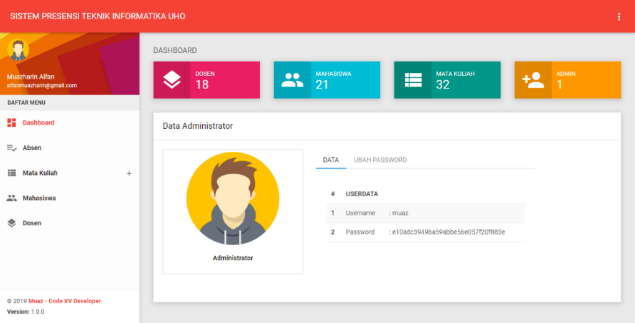 SISTEM PRESENSI TEKNIK INFORMATIKA UHO
Muazharin Alfan
alfanmuazharin@gmail.com
DAFTAR MENU
Dashboard
Absen
Mata Kuliah +
Mahasiswa
Dosen
© 2019 Muaz - Code XV Developer.
Version: 1.0.0
DASHBOARD
DOSEN
18
MAHASISWA
21
MATA KULIAH
32
ADMIN
1
Data Administrator
Administrator
DATA UBAH PASSWORD
# USERDATA
1 Username : muaz
2 Password : e10adc3949ba59abbe56e057f20f883e